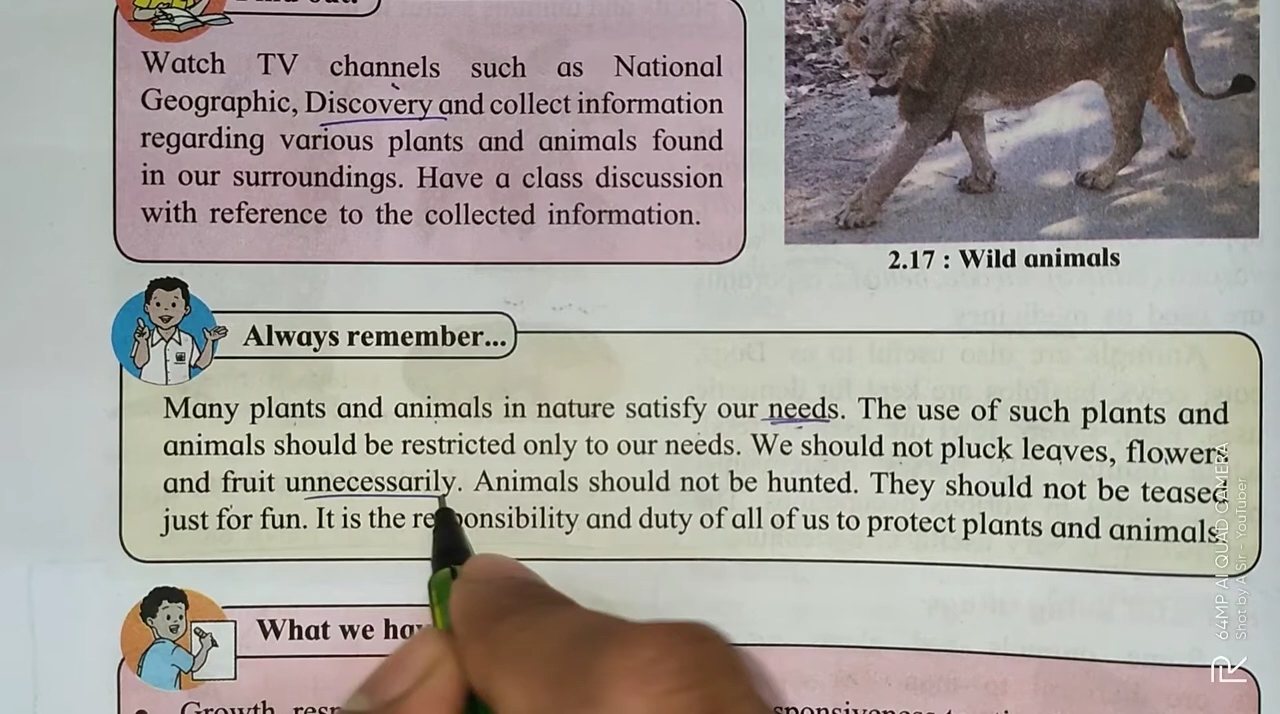 Find out!
Watch TV channels such as National
Geographic, Discovery and collect information
regarding various plants and animals found
in our surroundings. Have a class discussion
with reference to the collected information.
2.17 : Wild animals
Always remember...
Many plants and animals in nature satisfy our needs. The use of such plants and
animals should be restricted only to our needs. We should not pluck leaves, flowers
and fruit unnecessarily. Animals should not be hunted. They should not be teased
just for fun. It is the responsibility and duty of all of us to protect plants and animals.
What we
Growth
64MP AI QUAD CAMERA
Shot by A Sir - YouTube